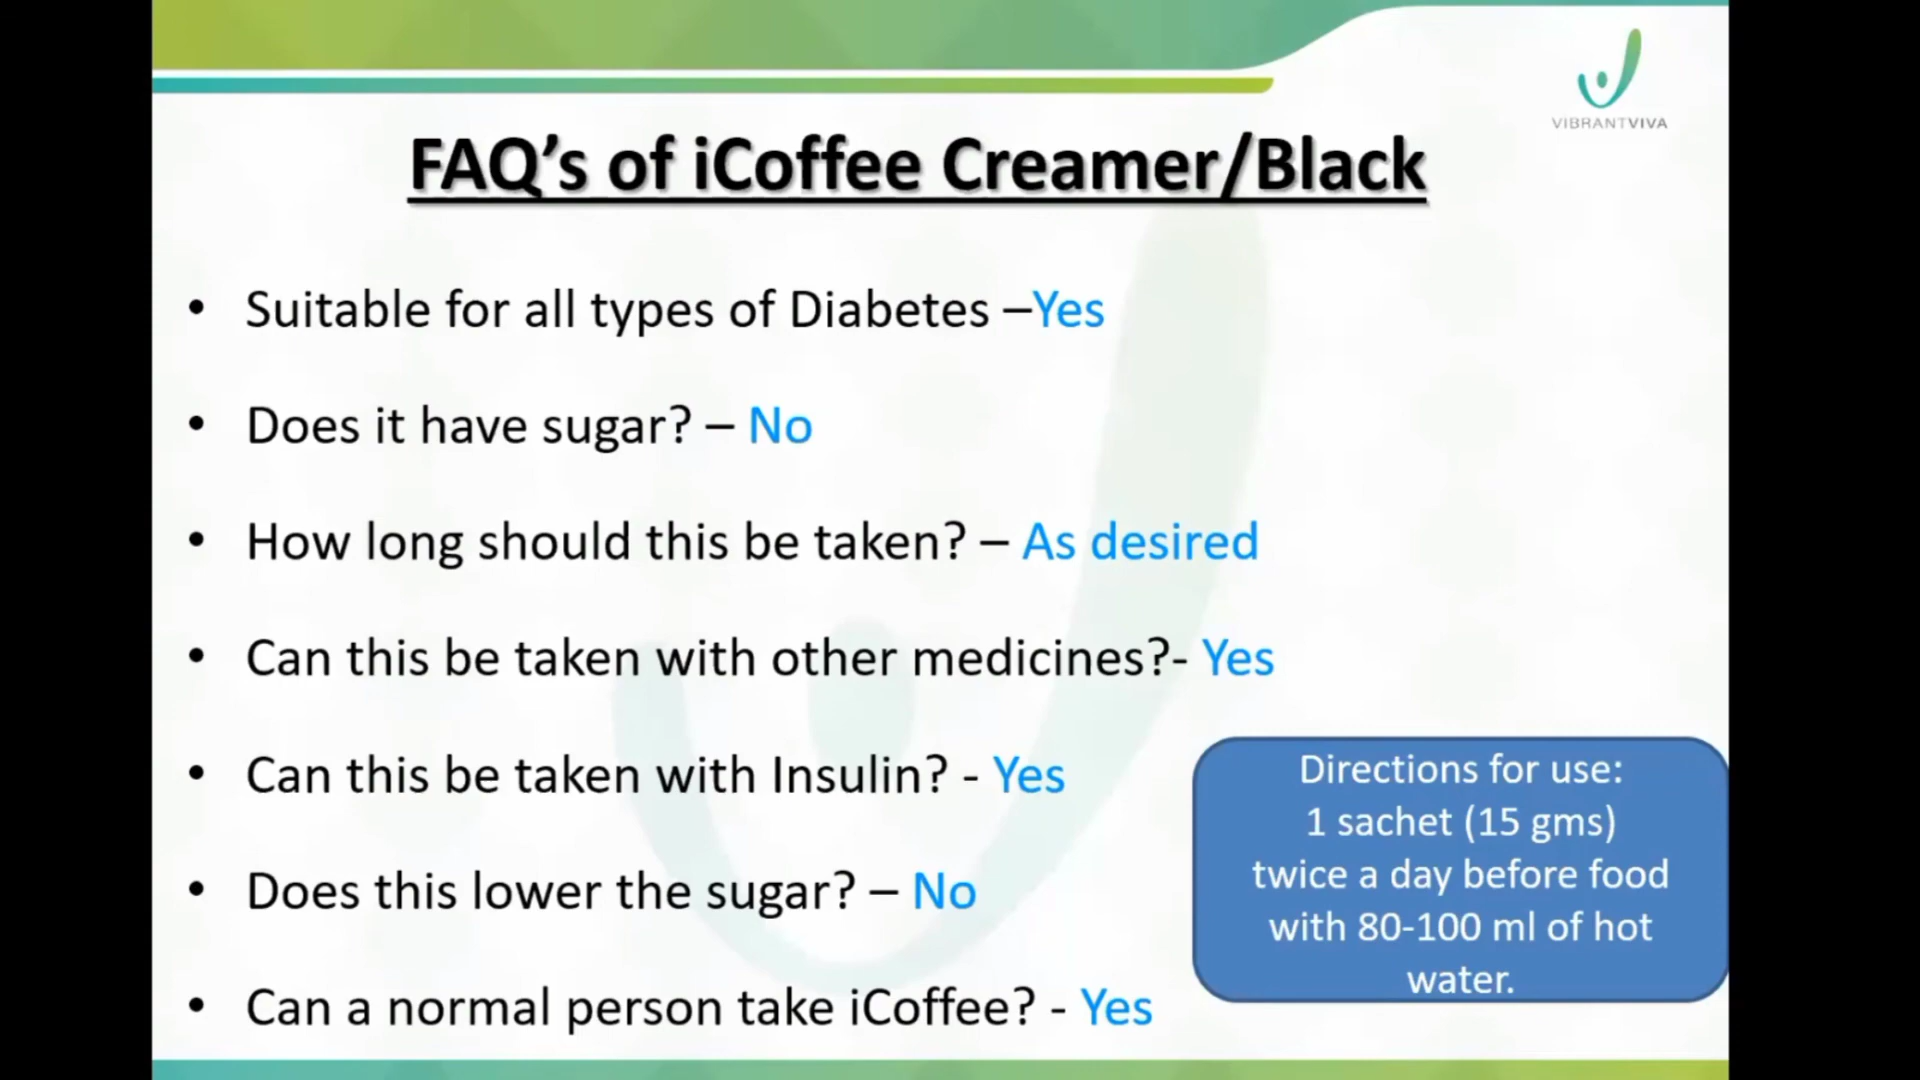 VIBRANTVIVA
FAQ’s of iCoffee Creamer/Black
• Suitable for all types of Diabetes –Yes
• Does it have sugar? – No
• How long should this be taken? – As desired
• Can this be taken with other medicines?- Yes
• Can this be taken with Insulin? - Yes
• Does this lower the sugar? – No
• Can a normal person take iCoffee? - Yes
Directions for use:
1 sachet (15 gms)
twice a day before food
with 80-100 ml of hot
water.